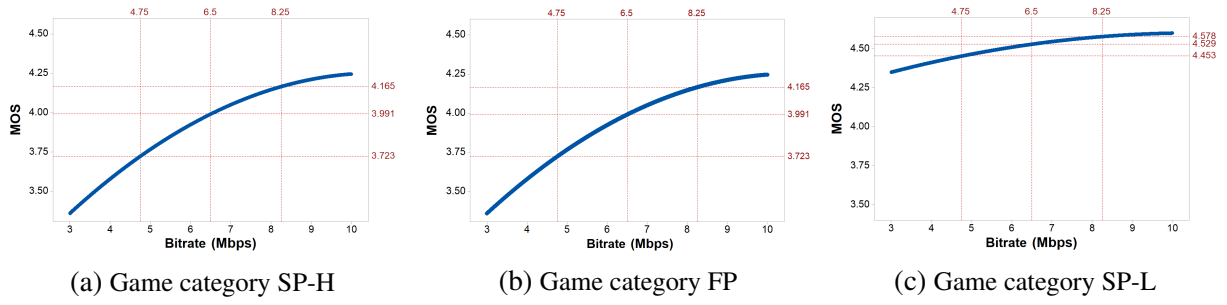 4.75 6.5 8.25
4.50
4.25
4.165
4.00
3.991
3.75
3.723
3.50
3 4 5 6 7 8 9 10
MOS
Bitrate (Mbps)
(a) Game category SP-H
4.75 6.5 8.25
4.50
4.25
4.165
4.00
3.991
3.75
3.723
3.50
3 4 5 6 7 8 9 10
MOS
Bitrate (Mbps)
(b) Game category FP
4.75 6.5 8.25
4.578
4.529
4.50
4.453
4.25
4.00
3.75
3.50
3 4 5 6 7 8 9 10
MOS
Bitrate (Mbps)
(c) Game category SP-L